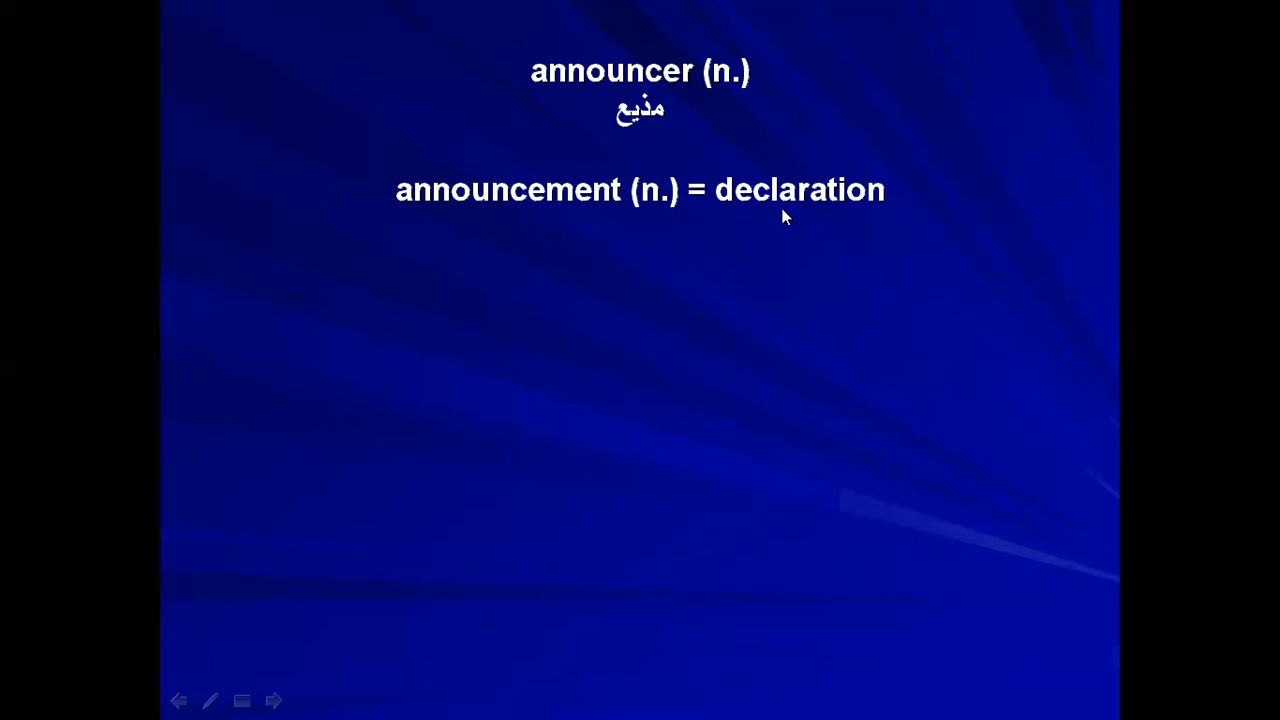 announcer (n.)
مذيع
announcement (n.) = declaration